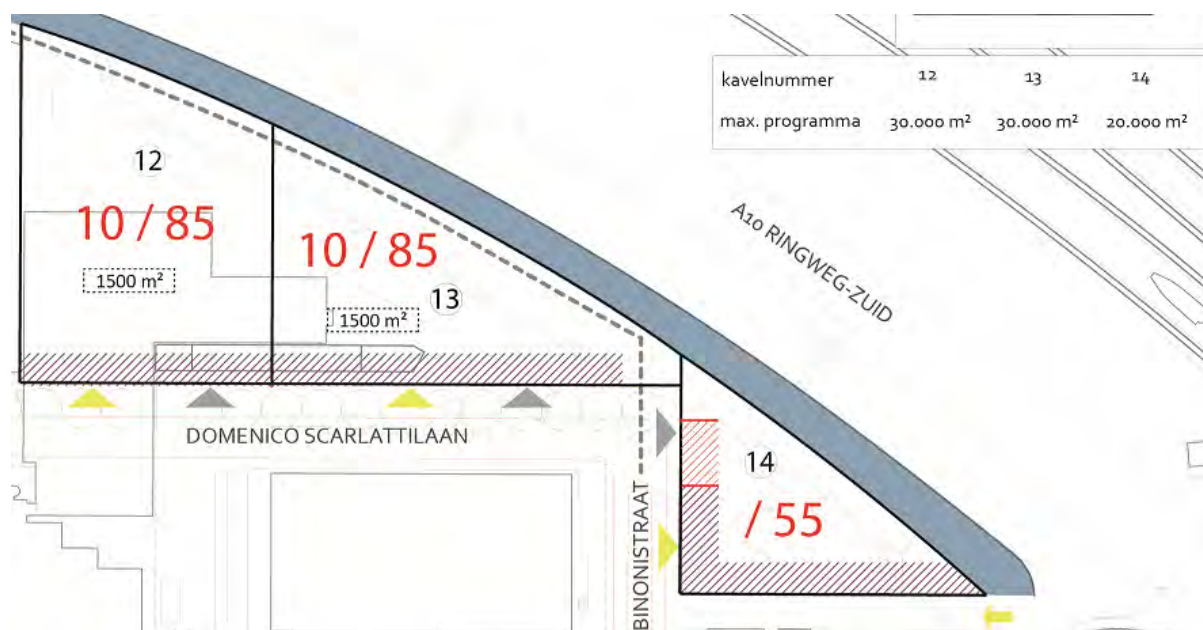 kavelnummer 12 13 14
max. programma 30.000 m² 30.000 m² 20.000 m²
12
10 / 85
1500 m²
10 / 85
13
1500 m²
A10 RINGWEG-ZUID
DOMENICO SCARLATTILAAN
14
/ 55
BINONISTRAAT